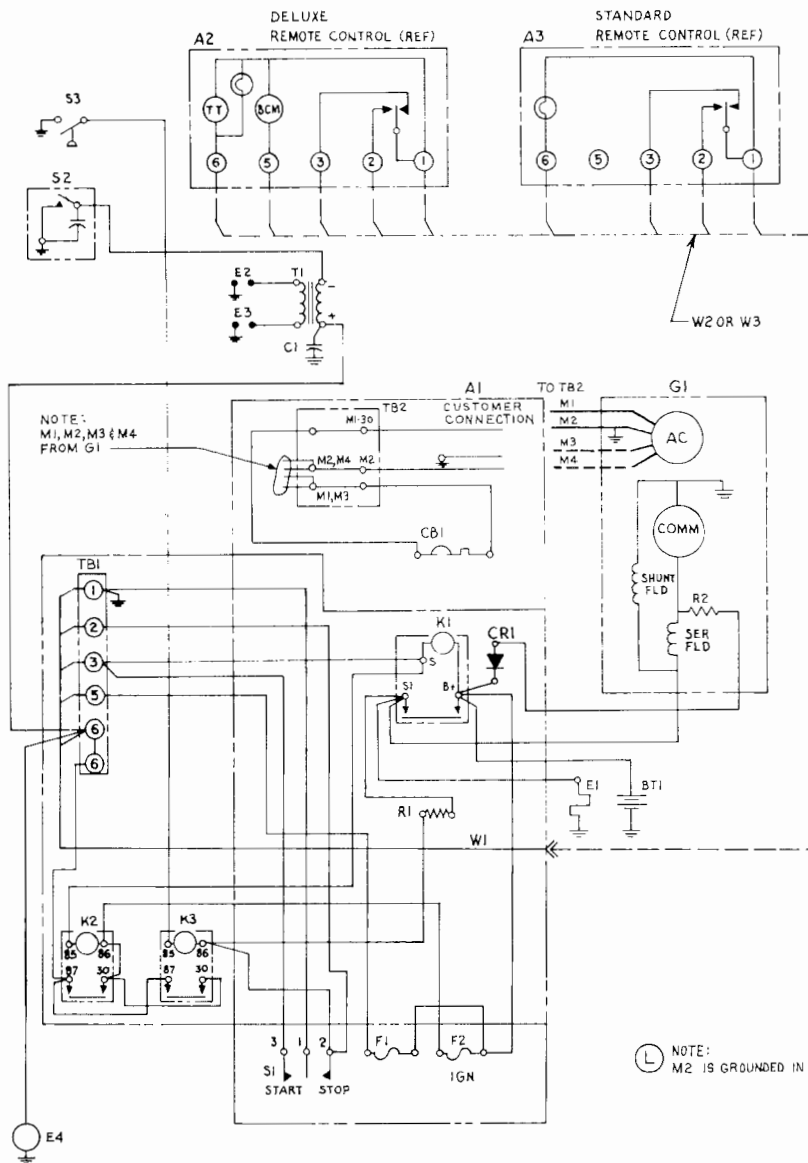 DELUXE
REMOTE CONTROL (REF)
A2
TT
BCM
6 5 3 2 1
STANDARD
REMOTE CONTROL (REF)
A3
6 5 3 2 1
S3
S2
E2
T1
-
E3
+
C1
W2 OR W3
NOTE:
M1, M2, M3 & M4
FROM G1
A1
TB2
CUSTOMER
CONNECTION
M1-30
M2, M4
M2
M1, M3
CB1
TO TB2
M1
M2
M3
M4
G1
AC
COMM
SHUNT
FLD
R2
SER
FLD
TB1
1
2
3
5
6
6
K1
S
S1
B+
CR1
E1
BT1
R1
W1
K2
85
86
87
30
K3
85
86
87
30
3 1 2
S1
START
STOP
F1
F2
IGN
L
NOTE:
M2 IS GROUNDED IN
E4